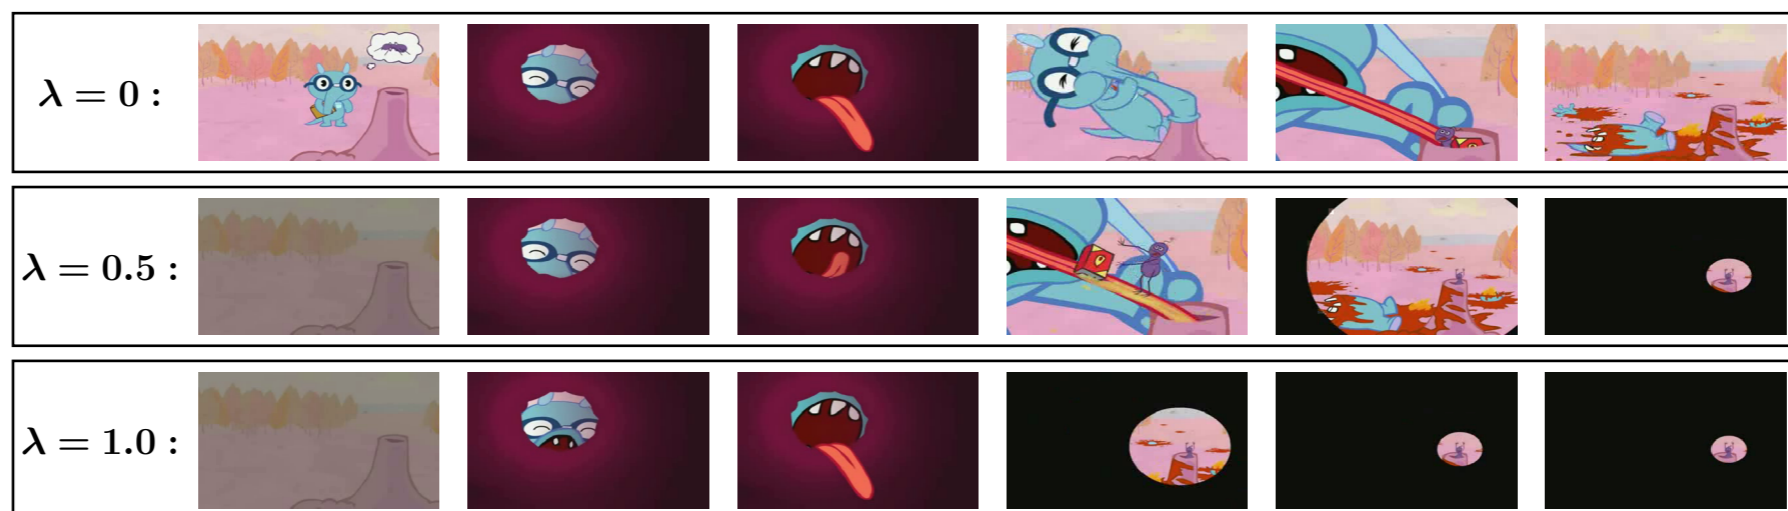 λ = 0 :
λ = 0.5 :
λ = 1.0 :